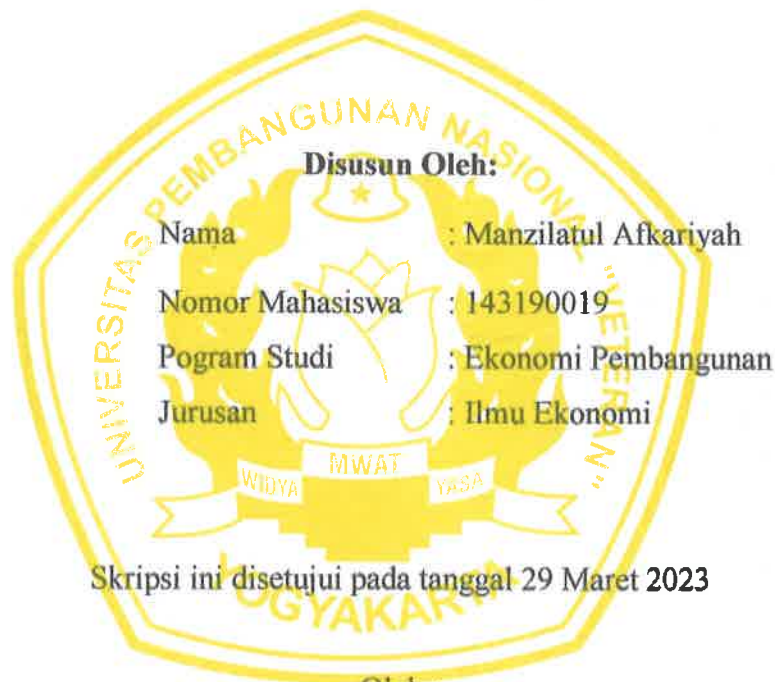 UNIVERSITAS PEMBANGUNAN NASIONAL "VETERAN"
Disusun Oleh:
Nama : Manzilatul Afkariyah
Nomor Mahasiswa : 143190019
Pogram Studi : Ekonomi Pembangunan
Jurusan : Ilmu Ekonomi
WIDYA MWAT YASA
Skripsi ini disetujui pada tanggal 29 Maret 2023
YOGYAKARTA